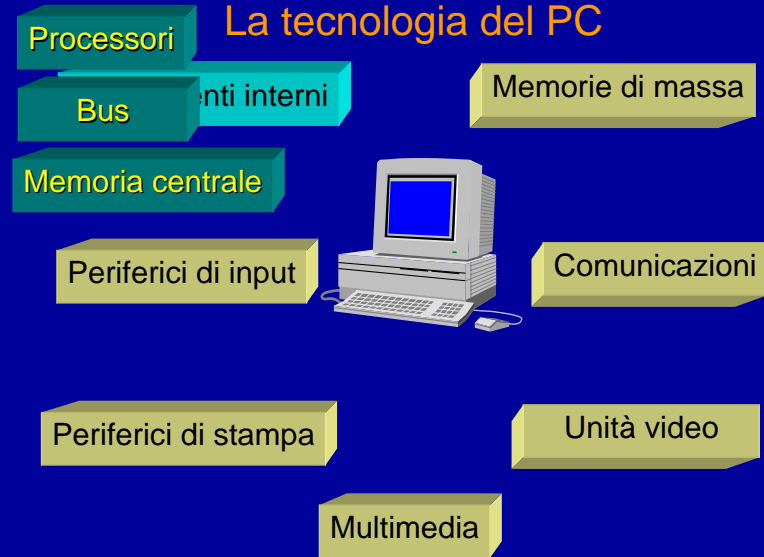 La tecnologia del PC
Processori
interni
Bus
Memoria centrale
Memorie di massa
Periferici di input
Comunicazioni
Periferici di stampa
Unità video
Multimedia